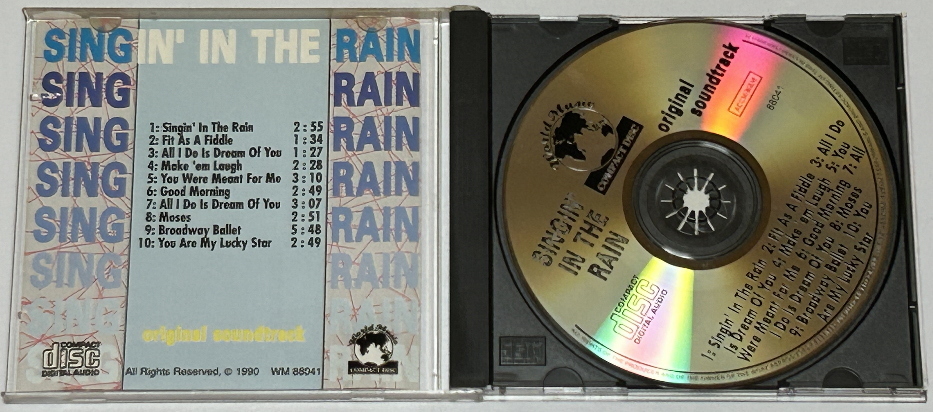 SINGIN' IN THE RAIN
SING RAIN
SING RAIN
SING RAIN
SING RAIN
SING RAIN
SING RAIN
1: Singin' In The Rain 2:55
2: Fit As A Fiddle 1:34
3: All I Do Is Dream Of You 1:27
4: Make 'em Laugh 2:28
5: You Were Meant For Mo 3:10
6: Good Morning 2:49
7: All I Do Is Dream Of You 3:07
8: Moses 2:51
9: Broadway Ballet 5:48
10: You Are My Lucky Star 2:49
original soundtrack
COMPACT
disc
DIGITAL AUDIO
All Rights Reserved, © 1990 WM 88041
World Music
COMPACT DISC
original
soundtrack
88041
World Music
COMPACT DISC
SINGIN'
IN THE
RAIN
COMPACT
disc
DIGITAL AUDIO
1: Singin' In The Rain 2: Fit As A Fiddle 3: All I Do
Is Dream Of You 4: Make 'em Laugh 5: You
Were Meant For Me 6: Good Morning 7: All
I Do Is Dream Of You 8: Moses
9: Broadway Ballet 10: You
Are My Lucky Star